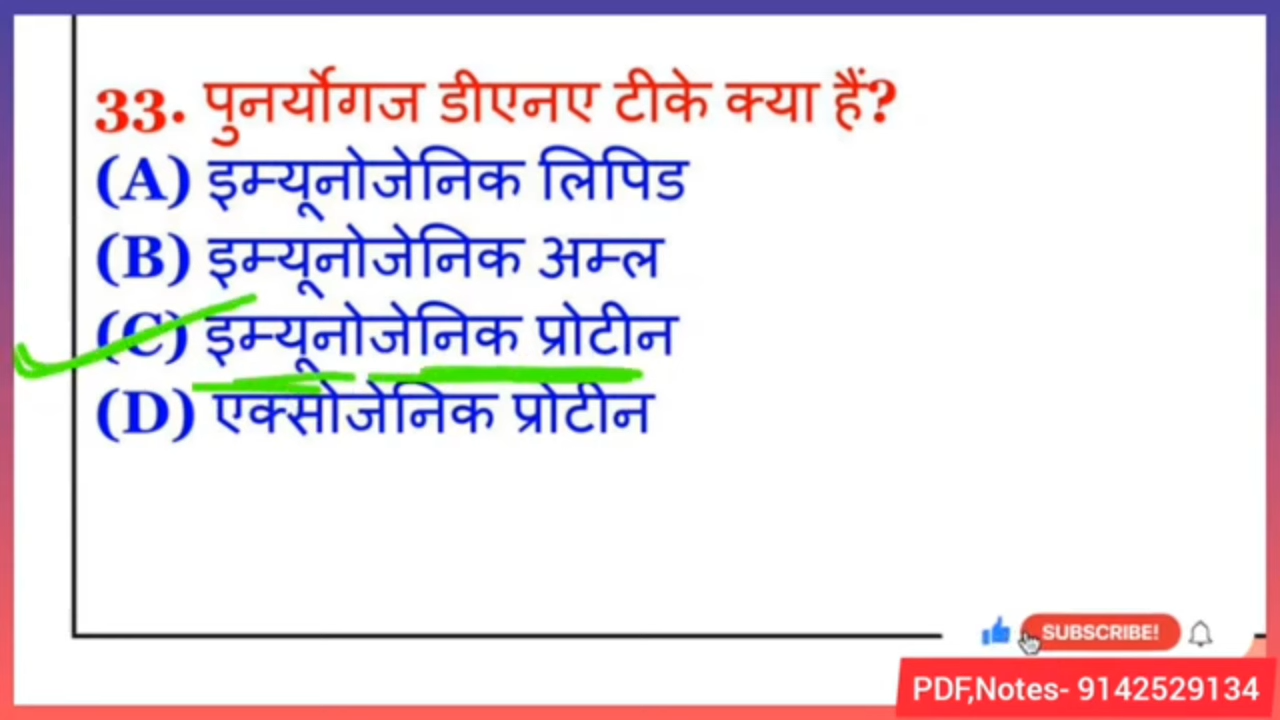 33. पुनर्योगज डीएनए टीके क्या हैं?
(A) इम्यूनोजेनिक लिपिड
(B) इम्यूनोजेनिक अम्ल
(C) इम्यूनोजेनिक प्रोटीन
(D) एक्सोजेनिक प्रोटीन
SUBSCRIBE!
PDF,Notes- 9142529134